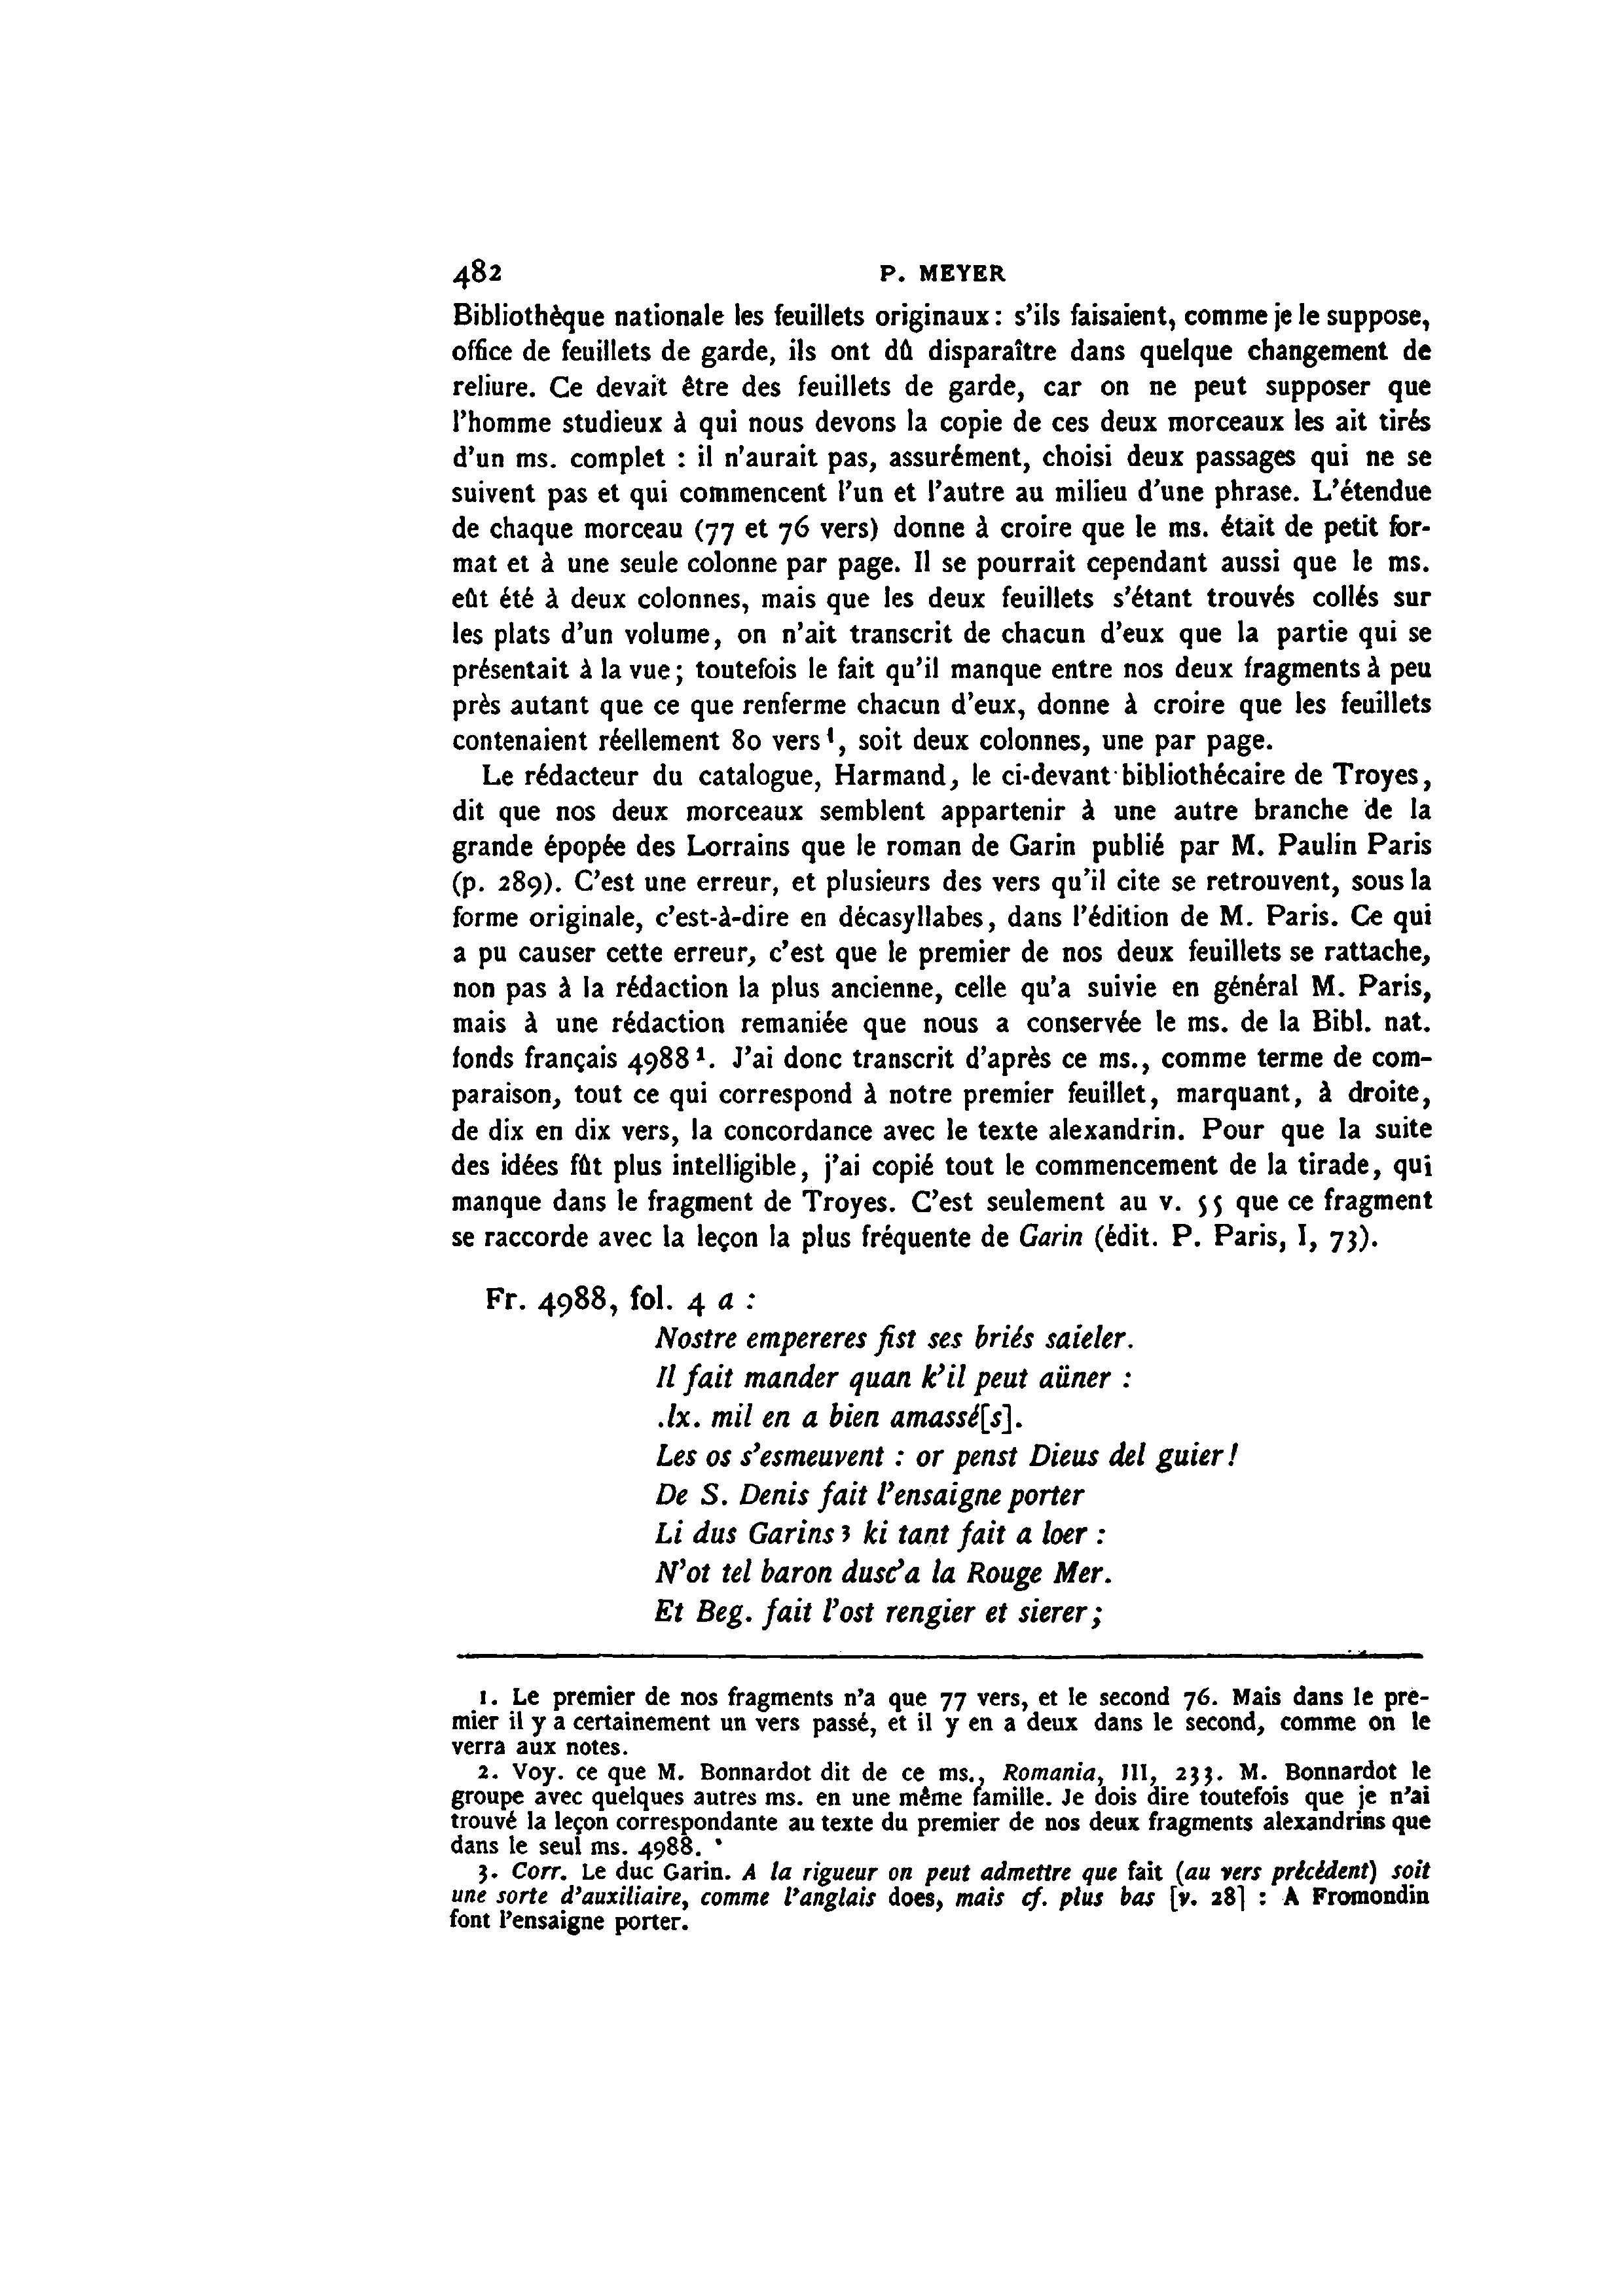 482 P. MEYER
Bibliothèque nationale les feuillets originaux: s'ils faisaient, comme je le suppose,
office de feuillets de garde, ils ont dû disparaître dans quelque changement de
reliure. Ce devait être des feuillets de garde, car on ne peut supposer que
l'homme studieux à qui nous devons la copie de ces deux morceaux les ait tirés
d'un ms. complet : il n'aurait pas, assurément, choisi deux passages qui ne se
suivent pas et qui commencent l'un et l'autre au milieu d'une phrase. L'étendue
de chaque morceau (77 et 76 vers) donne à croire que le ms. était de petit for-
mat et à une seule colonne par page. Il se pourrait cependant aussi que le ms.
eût été à deux colonnes, mais que les deux feuillets s'étant trouvés collés sur
les plats d'un volume, on n'ait transcrit de chacun d'eux que la partie qui se
présentait à la vue; toutefois le fait qu'il manque entre nos deux fragments à peu
près autant que ce que renferme chacun d'eux, donne à croire que les feuillets
contenaient réellement 80 vers¹, soit deux colonnes, une par page.
Le rédacteur du catalogue, Harmand, le ci-devant bibliothécaire de Troyes,
dit que nos deux morceaux semblent appartenir à une autre branche de la
grande épopée des Lorrains que le roman de Garin publié par M. Paulin Paris
(p. 289). C'est une erreur, et plusieurs des vers qu'il cite se retrouvent, sous la
forme originale, c'est-à-dire en décasyllabes, dans l'édition de M. Paris. Ce qui
a pu causer cette erreur, c'est que le premier de nos deux feuillets se rattache,
non pas à la rédaction la plus ancienne, celle qu'a suivie en général M. Paris,
mais à une rédaction remaniée que nous a conservée le ms. de la Bibl. nat.
fonds français 4988¹. J'ai donc transcrit d'après ce ms., comme terme de com-
paraison, tout ce qui correspond à notre premier feuillet, marquant, à droite,
de dix en dix vers, la concordance avec le texte alexandrin. Pour que la suite
des idées fût plus intelligible, j'ai copié tout le commencement de la tirade, qui
manque dans le fragment de Troyes. C'est seulement au v. 55 que ce fragment
se raccorde avec la leçon la plus fréquente de Garin (édit. P. Paris, I, 73).
Fr. 4988, fol. 4 a :
Nostre empereres fist ses briés saieler.
Il fait mander quan k'il peut aüner :
.lx. mil en a bien amassé[s].
Les os s'esmeuvent : or penst Dieus del guier!
De S. Denis fait l'ensaigne porter
Li dus Garins³ ki tant fait a loer :
N'ot tel baron dusc'a la Rouge Mer.
Et Beg. fait l'ost rengier et sierer;
1. Le premier de nos fragments n'a que 77 vers, et le second 76. Mais dans le pre-
mier il y a certainement un vers passé, et il y en a deux dans le second, comme on le
verra aux notes.
2. Voy. ce que M. Bonnardot dit de ce ms., Romania, III, 233. M. Bonnardot le
groupe avec quelques autres ms. en une même famille. Je dois dire toutefois que je n'ai
trouvé la leçon correspondante au texte du premier de nos deux fragments alexandrins que
dans le seul ms. 4988.
3. Corr. Le duc Garin. A la rigueur on peut admettre que fait (au vers précédent) soit
une sorte d'auxiliaire, comme l'anglais does, mais cf. plus bas [v. 28] : A Fromondin
font l'ensaigne porter.